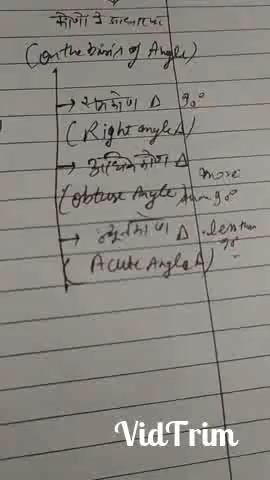 कोणों के आधार पर
(on the basis of Angle)
→ समकोण Δ 90°
(Right angle Δ)
→ अधिक कोण Δ
more
(obtuse Angle) than 90°
→ न्यूनकोण Δ less than
90°
(Acute Angle Δ)
VidTrim